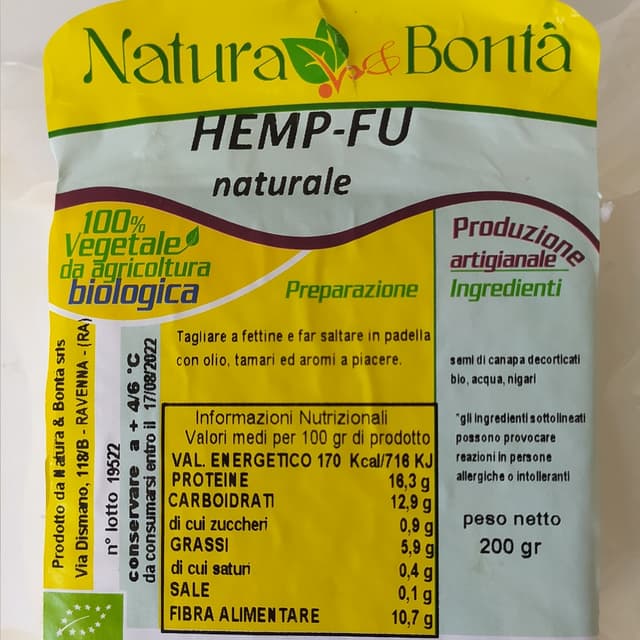 Natura & Bontà
HEMP-FU
naturale
100%
Vegetale
da agricoltura
biologica
Preparazione
Tagliare a fettine e far saltare in padella
con olio, tamari ed aromi a piacere.
Produzione
artigianale
Ingredienti
semi di canapa decorticati
bio, acqua, nigari
*gli ingredienti sottolineati
possono provocare
reazioni in persone
allergiche o intolleranti
peso netto
200 gr
Informazioni Nutrizionali
Valori medi per 100 gr di prodotto
VAL. ENERGETICO 170 Kcal/716 KJ
PROTEINE 16,3 g
CARBOIDRATI 12,9 g
di cui zuccheri 0,9 g
GRASSI 5,9 g
di cui saturi 0,4 g
SALE 0,1 g
FIBRA ALIMENTARE 10,7 g
Prodotto da Natura & Bonta srls
Via Dismano, 118/B - RAVENNA - (RA)
n° lotto 19522
conservare a + 4/6 °C
da consumarsi entro il 17/08/2022